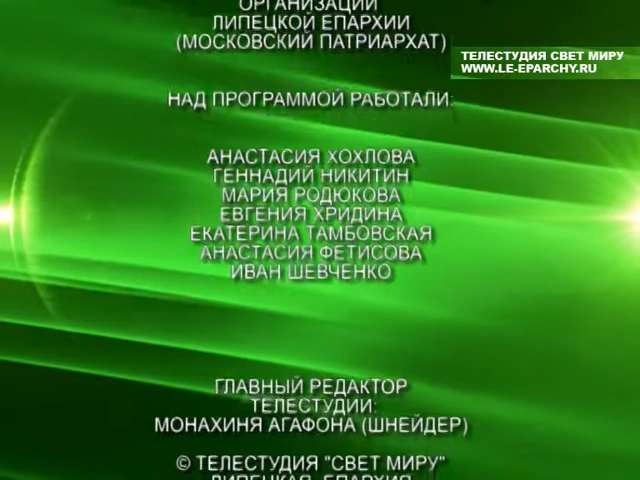 ОРГАНИЗАЦИИ
ЛИПЕЦКОЙ ЕПАРХИИ
(МОСКОВСКИЙ ПАТРИАРХАТ)
ТЕЛЕСТУДИЯ СВЕТ МИРУ
WWW.LE-EPARCHY.RU
НАД ПРОГРАММОЙ РАБОТАЛИ:
АНАСТАСИЯ ХОХЛОВА
ГЕННАДИЙ НИКИТИН
МАРИЯ РОДЮКОВА
ЕВГЕНИЯ ХРИДИНА
ЕКАТЕРИНА ТАМБОВСКАЯ
АНАСТАСИЯ ФЕТИСОВА
ИВАН ШЕВЧЕНКО
ГЛАВНЫЙ РЕДАКТОР
ТЕЛЕСТУДИИ:
МОНАХИНЯ АГАФОНА (ШНЕЙДЕР)
© ТЕЛЕСТУДИЯ "СВЕТ МИРУ"
ЛИПЕЦКАЯ ЕПАРХИЯ